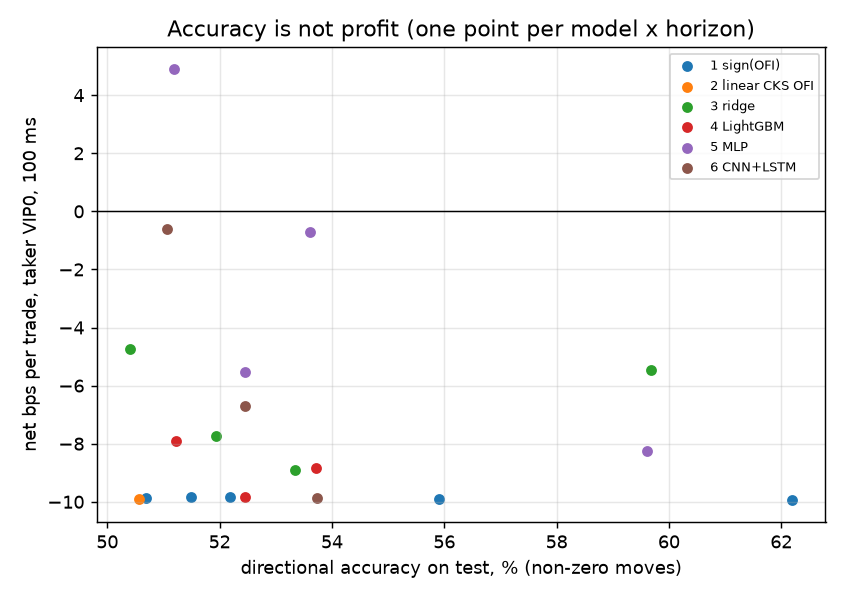 Accuracy is not profit (one point per model x horizon)
net bps per trade, taker VIP0, 100 ms
4
2
0
−2
−4
−6
−8
−10
1 sign(OFI)
2 linear CKS OFI
3 ridge
4 LightGBM
5 MLP
6 CNN+LSTM
50 52 54 56 58 60 62
directional accuracy on test, % (non-zero moves)